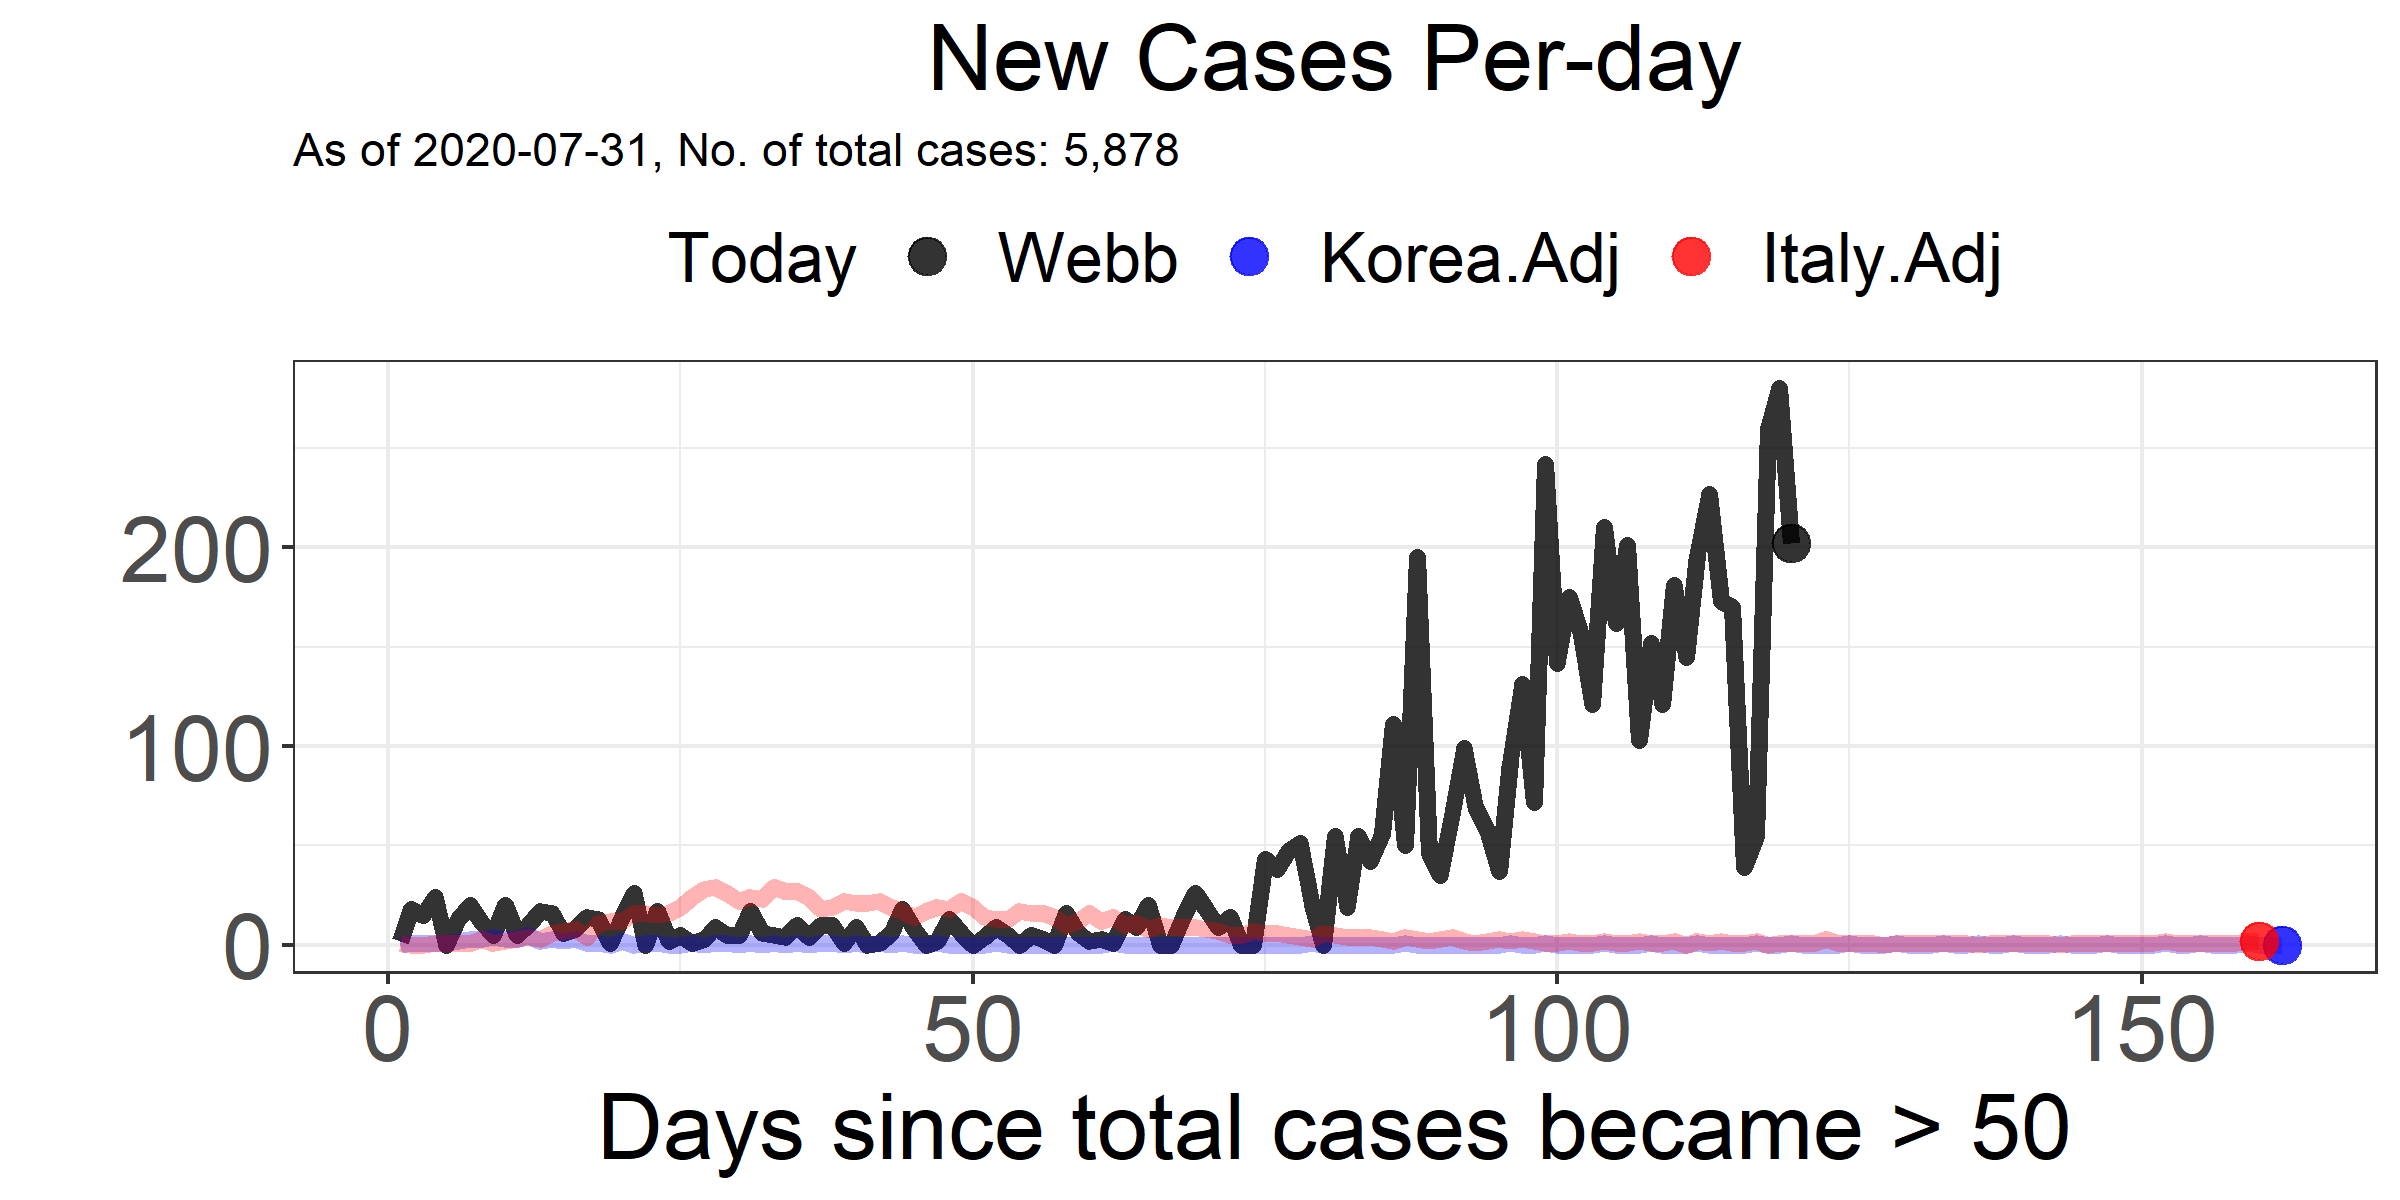 New Cases Per-day
As of 2020-07-31, No. of total cases: 5,878
Today Webb Korea.Adj Italy.Adj
200
100
0
0 50 100 150
Days since total cases became > 50